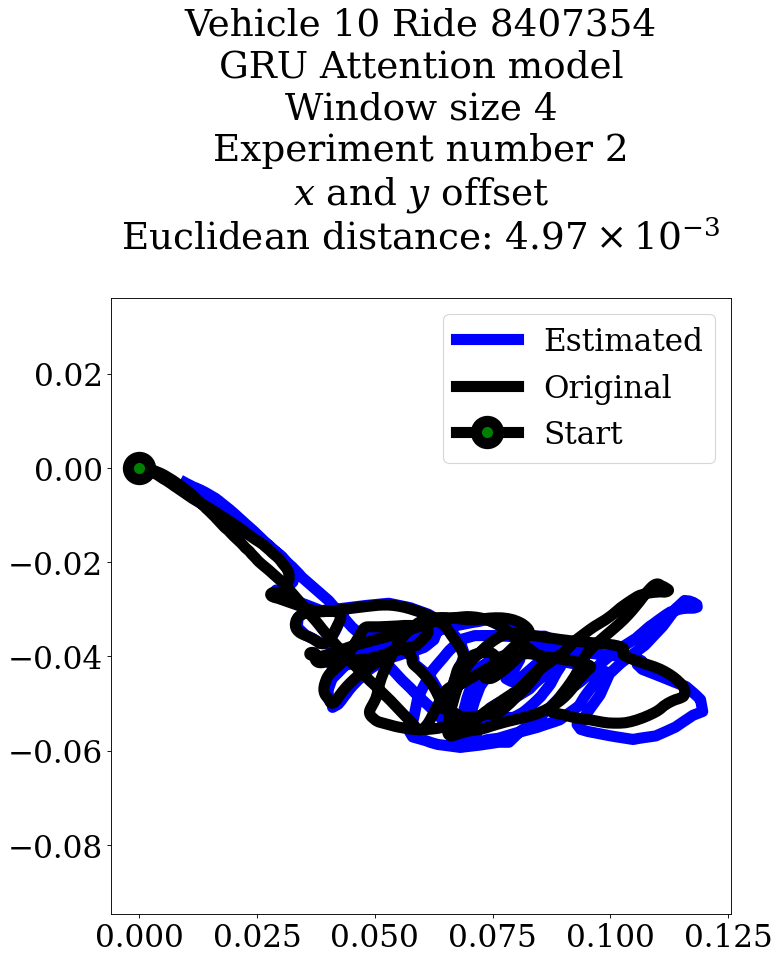 Vehicle 10 Ride 8407354
GRU Attention model
Window size 4
Experiment number 2
x and y offset
Euclidean distance: 4.97 × 10⁻³
Estimated
Original
Start
0.02
0.00
−0.02
−0.04
−0.06
−0.08
0.000 0.025 0.050 0.075 0.100 0.125